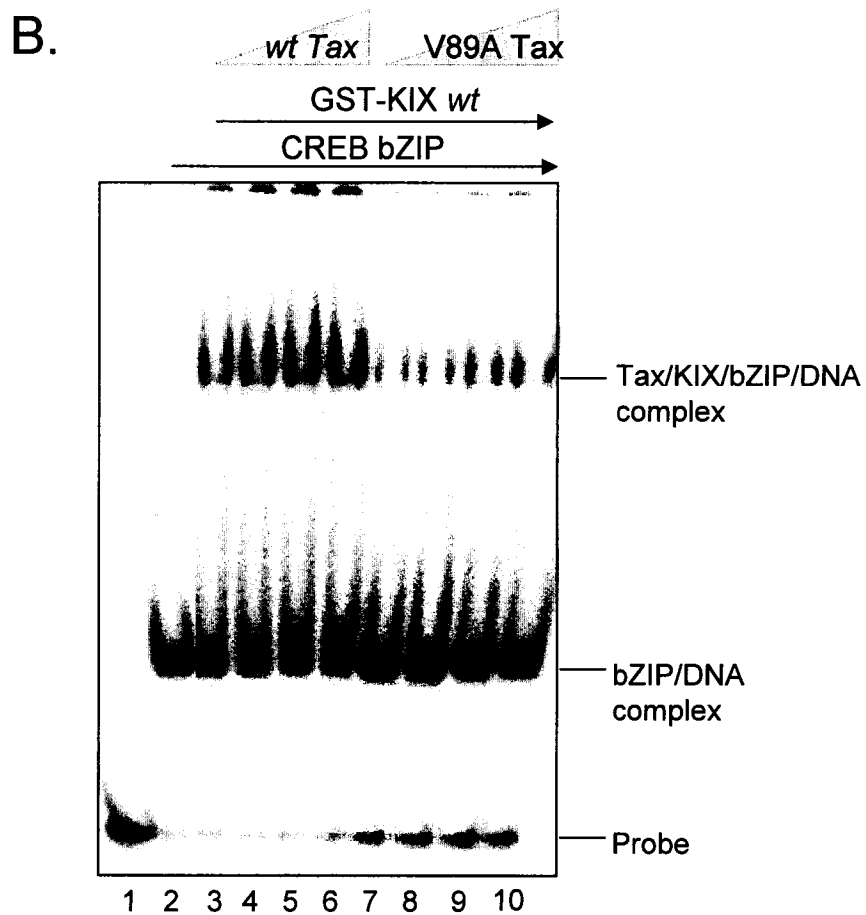 B.
wt Tax
V89A Tax
GST-KIX wt
CREB bZIP
Tax/KIX/bZIP/DNA
complex
bZIP/DNA
complex
Probe
1 2 3 4 5 6 7 8 9 10